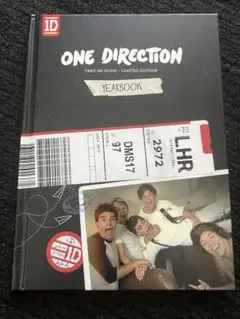 1D
ONE DIRECTION
TAKE ME HOME - LIMITED EDITION
YEARBOOK
LHR
2972
DMS17
97
1D